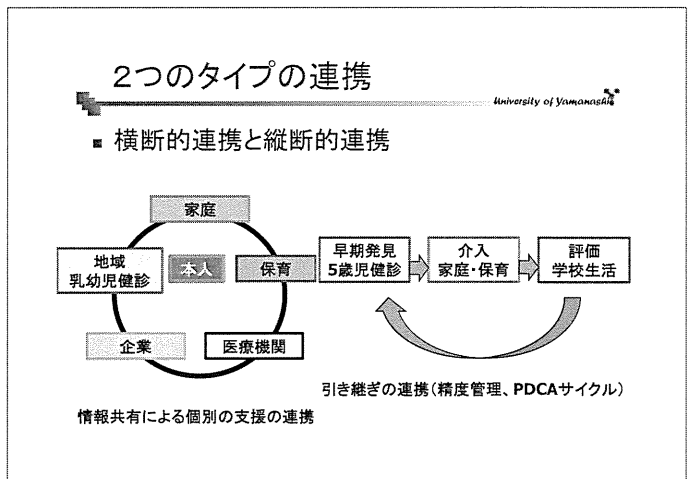 2つのタイプの連携
University of Yamanashi
■ 横断的連携と縦断的連携
家庭
地域
乳幼児健診
本人
保育
企業
医療機関
情報共有による個別の支援の連携
早期発見
5歳児健診
介入
家庭・保育
評価
学校生活
引き継ぎの連携(精度管理、PDCAサイクル)